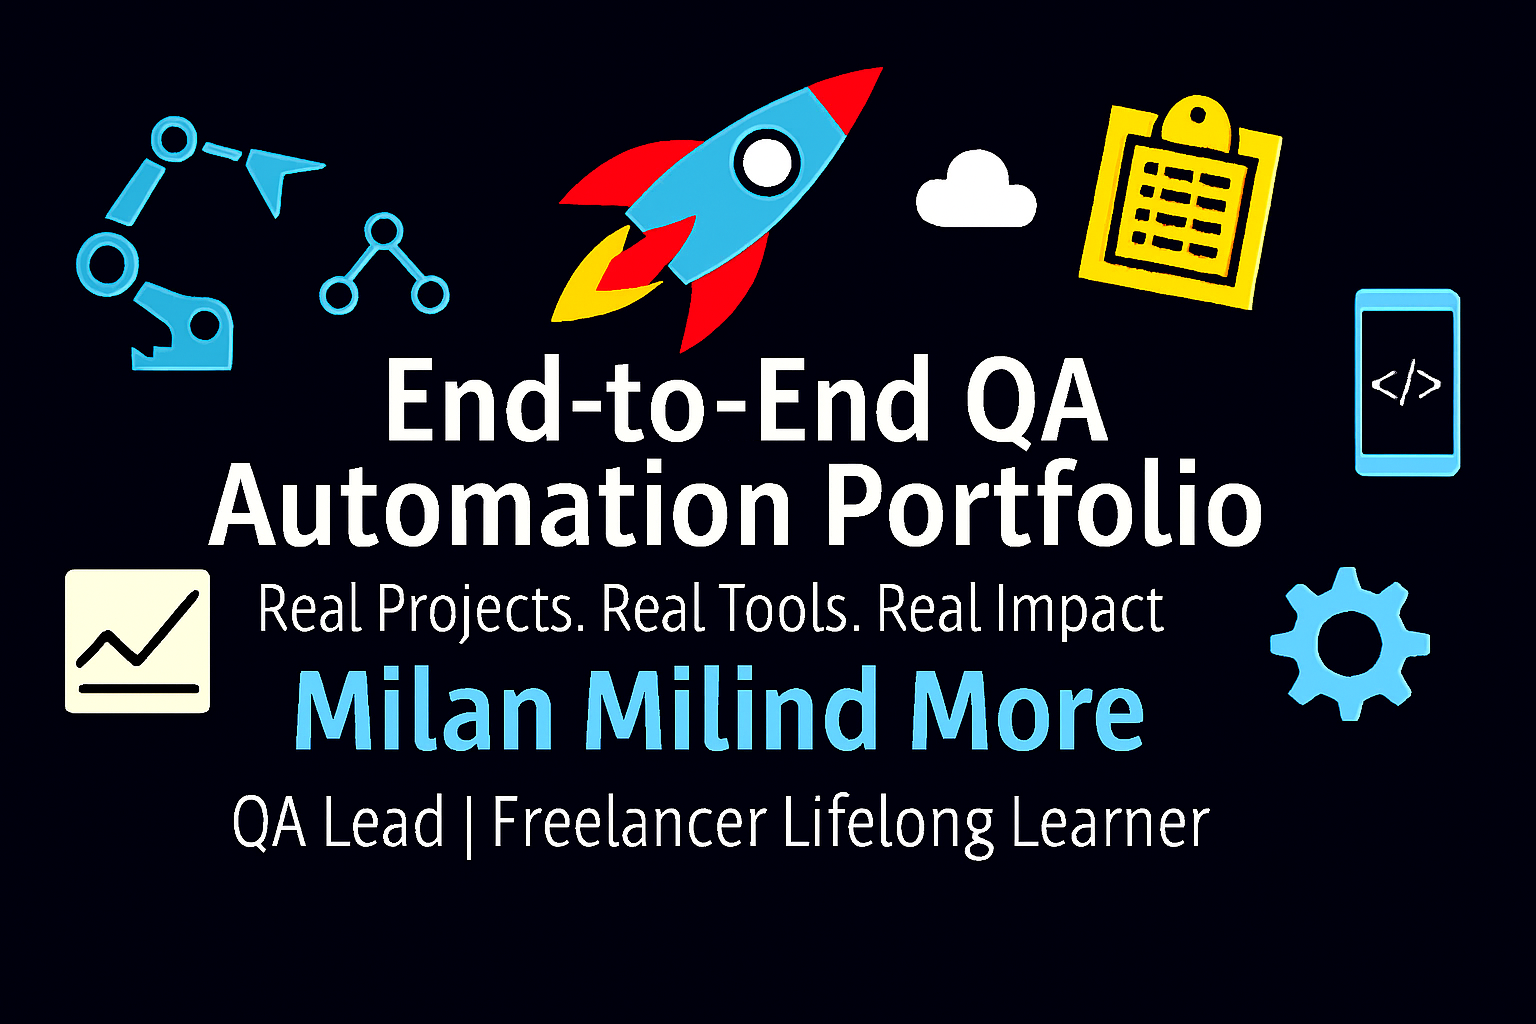 </>
End-to-End QA
Automation Portfolio
Real Projects. Real Tools. Real Impact
Milan Milind More
QA Lead | Freelancer Lifelong Learner